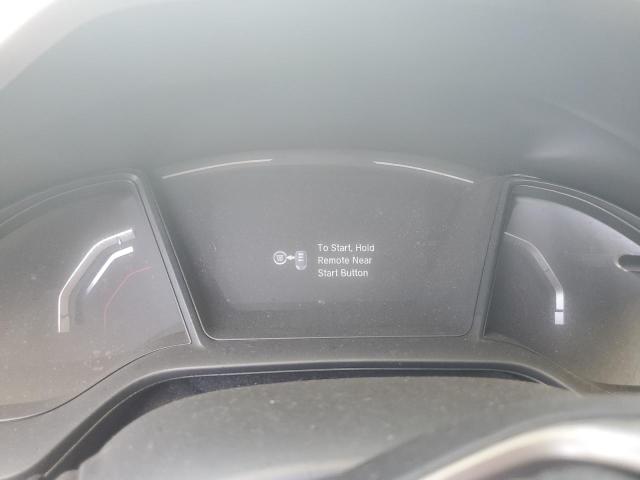 To Start, Hold
Remote Near
Start Button